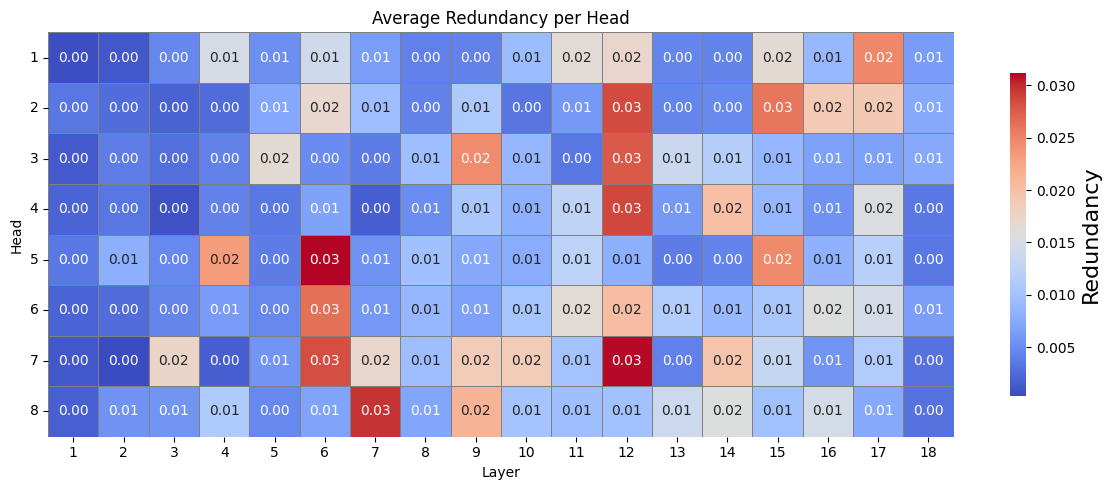 Average Redundancy per Head
1 0.00 0.00 0.00 0.01 0.01 0.01 0.01 0.00 0.00 0.01 0.02 0.02 0.00 0.00 0.02 0.01 0.02 0.01
2 0.00 0.00 0.00 0.00 0.01 0.02 0.01 0.00 0.01 0.00 0.01 0.03 0.00 0.00 0.03 0.02 0.02 0.01
3 0.00 0.00 0.00 0.00 0.02 0.00 0.00 0.01 0.02 0.01 0.00 0.03 0.01 0.01 0.01 0.01 0.01 0.01
4 0.00 0.00 0.00 0.00 0.00 0.01 0.00 0.01 0.01 0.01 0.01 0.03 0.01 0.02 0.01 0.01 0.02 0.00
5 0.00 0.01 0.00 0.02 0.00 0.03 0.01 0.01 0.01 0.01 0.01 0.01 0.00 0.00 0.02 0.01 0.01 0.00
6 0.00 0.00 0.00 0.01 0.00 0.03 0.01 0.01 0.01 0.01 0.02 0.02 0.01 0.01 0.01 0.02 0.01 0.01
7 0.00 0.00 0.02 0.00 0.01 0.03 0.02 0.01 0.02 0.02 0.01 0.03 0.00 0.02 0.01 0.01 0.01 0.00
8 0.00 0.01 0.01 0.01 0.00 0.01 0.03 0.01 0.02 0.01 0.01 0.01 0.01 0.02 0.01 0.01 0.01 0.00
1 2 3 4 5 6 7 8 9 10 11 12 13 14 15 16 17 18
Layer
Head
0.030
0.025
0.020
0.015
0.010
0.005
Redundancy